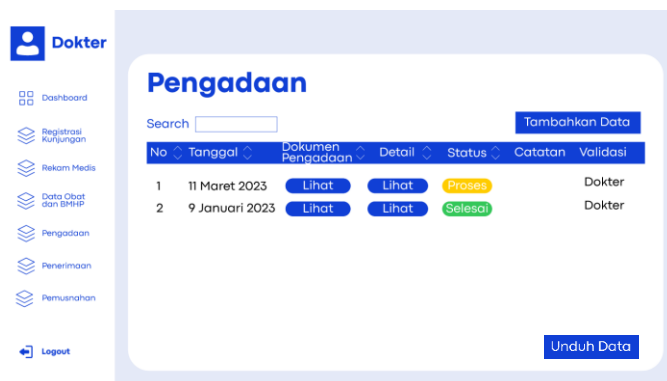 Dokter
Dashboard
Registrasi
Kunjungan
Rekam Medis
Data Obat
dan BMHP
Pengadaan
Penerimaan
Pemusnahan
Logout
Pengadaan
Search
Tambahkan Data
No Tanggal Dokumen Pengadaan Detail Status Catatan Validasi
1 11 Maret 2023 Lihat Lihat Proses Dokter
2 9 Januari 2023 Lihat Lihat Selesai Dokter
Unduh Data